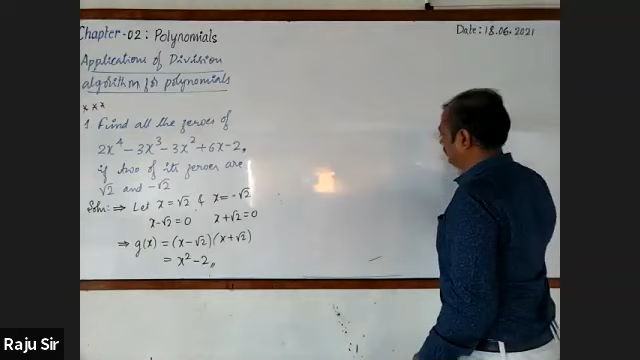 Chapter-02: Polynomials
Date: 18.06.2021
Applications of Division
algorithm for polynomials
***
1. Find all the zeroes of
2x⁴ - 3x³ - 3x² + 6x - 2,
if two of its zeroes are
√2 and -√2
Soln: ⇒ Let x = √2 & x = -√2
x - √2 = 0 x + √2 = 0
⇒ g(x) = (x - √2)(x + √2)
= x² - 2,,
Raju Sir